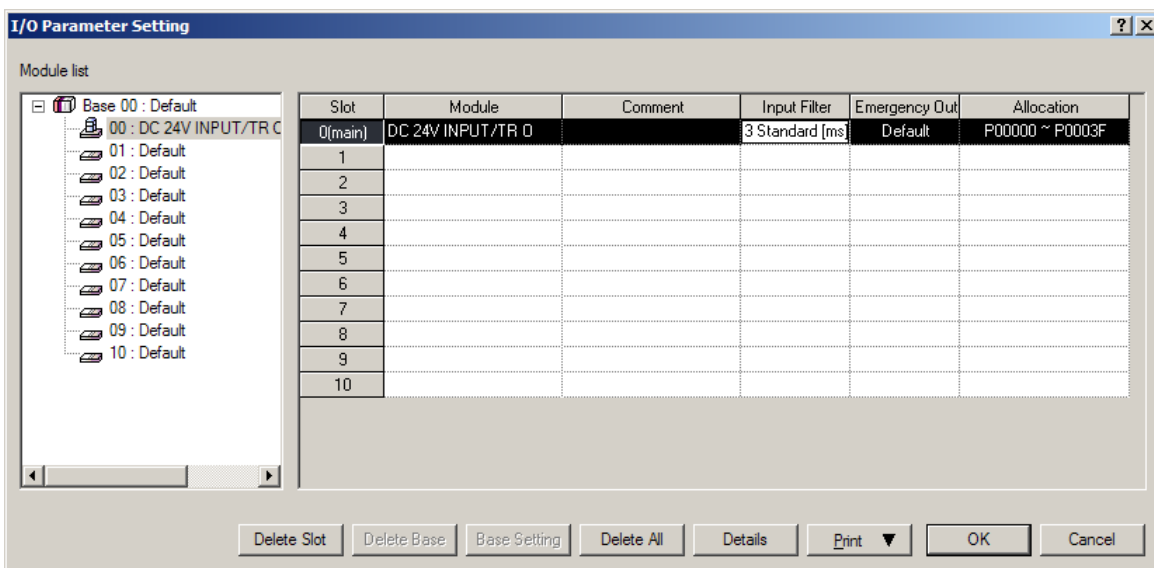 I/O Parameter Setting
Module list
Base 00 : Default
00 : DC 24V INPUT/TR O
01 : Default
02 : Default
03 : Default
04 : Default
05 : Default
06 : Default
07 : Default
08 : Default
09 : Default
10 : Default
Slot Module Comment Input Filter Emergency Out Allocation
0(main) DC 24V INPUT/TR O 3 Standard [ms] Default P00000 ~ P0003F
1
2
3
4
5
6
7
8
9
10
Delete Slot Delete Base Base Setting Delete All Details Print ▼ OK Cancel